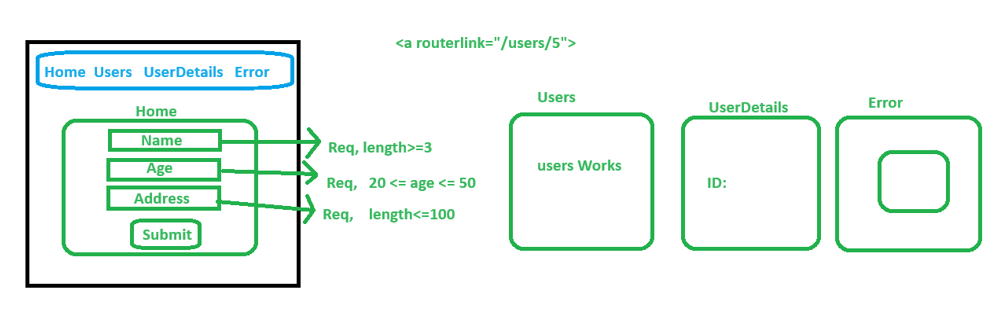 <a routerlink="/users/5">
Home Users UserDetails Error
Home
Name
Req, length>=3
Age
Req, 20 <= age <= 50
Address
Req, length<=100
Submit
Users
users Works
UserDetails
ID:
Error